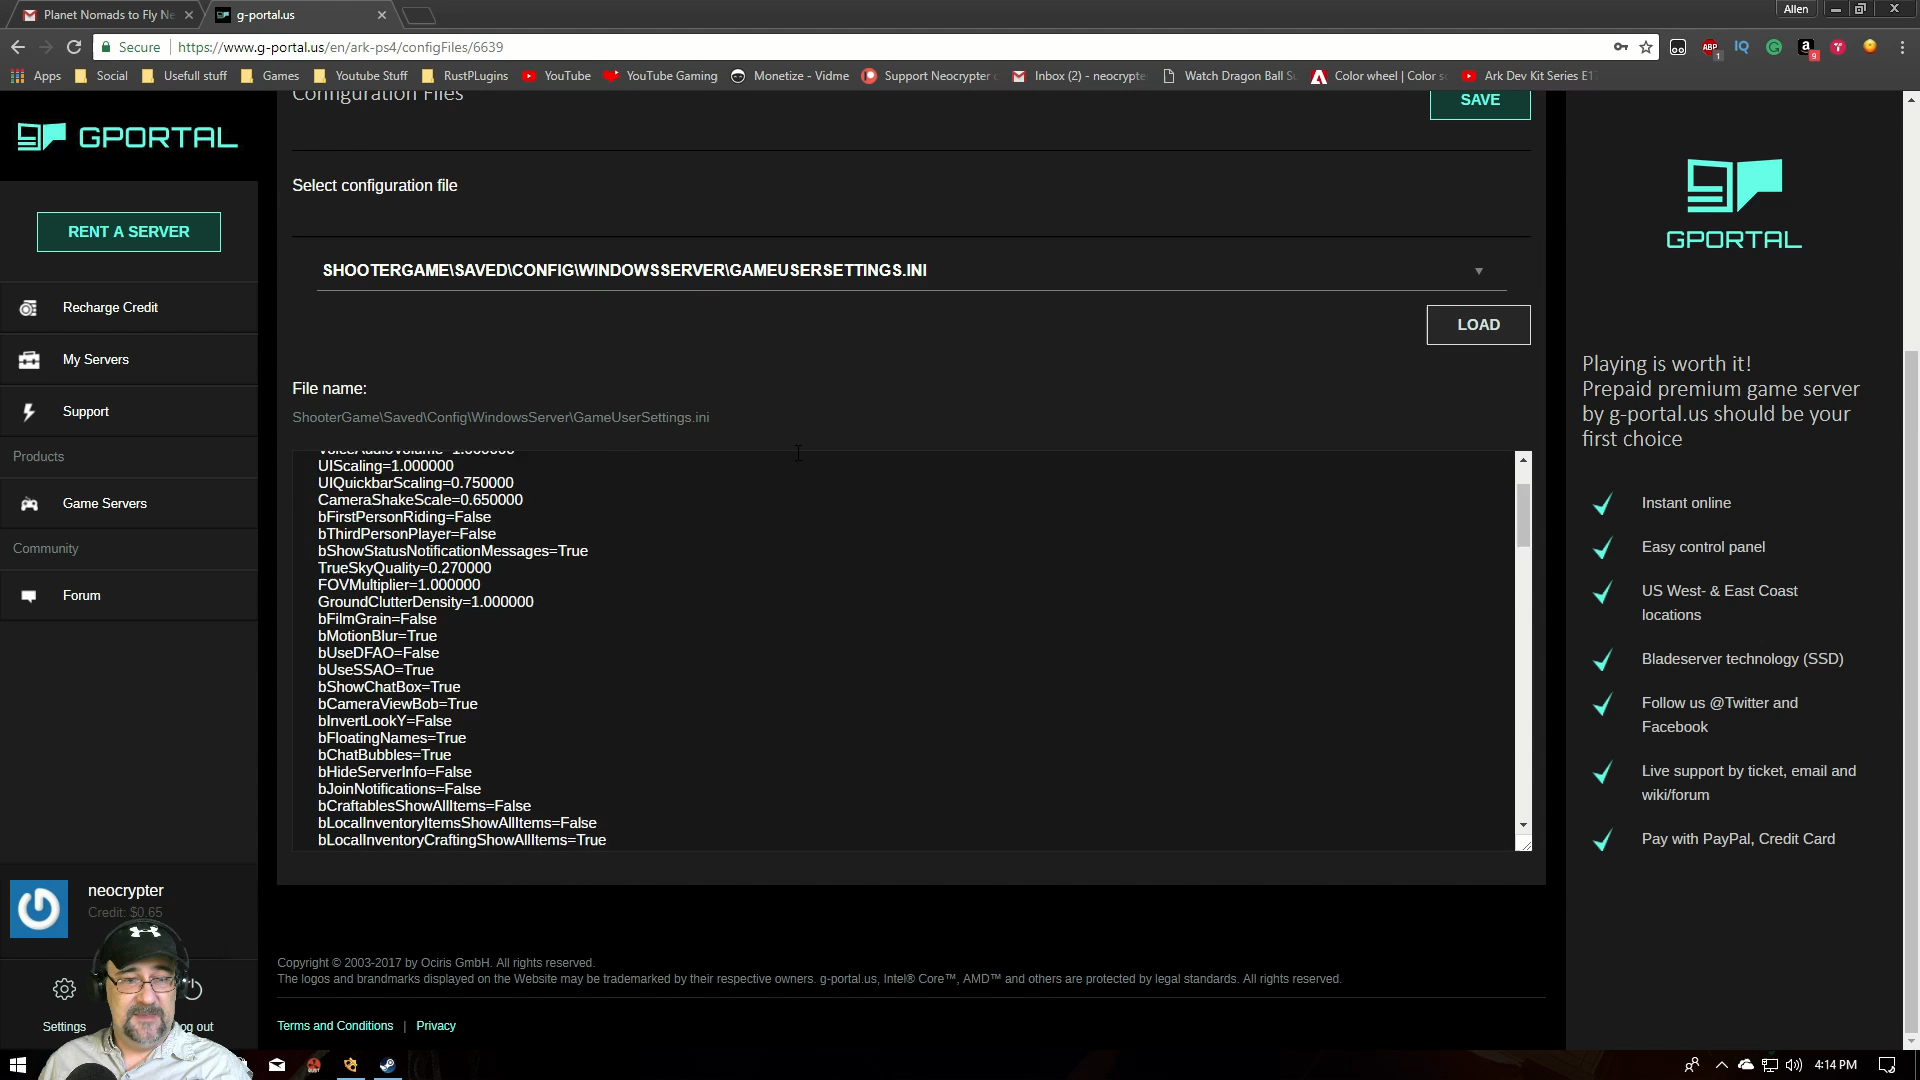 Planet Nomads to Fly Ne
g-portal.us
Allen
Secure
https://www.g-portal.us/en/ark-ps4/configFiles/6639
ABP
1
IQ
a
9
Apps
Social
Usefull stuff
Games
Youtube Stuff
RustPLugins
YouTube
YouTube Gaming
Monetize - Vidme
Support Neocrypter
Inbox (2) - neocrypte
Watch Dragon Ball Su
Color wheel | Color s
Ark Dev Kit Series E1
GPORTAL
RENT A SERVER
Recharge Credit
My Servers
Support
Products
Game Servers
Community
Forum
neocrypter
Credit: $0.65
Settings
og out
Configuration Files
SAVE
Select configuration file
SHOOTERGAME\SAVED\CONFIG\WINDOWSSERVER\GAMEUSERSETTINGS.INI
LOAD
File name:
ShooterGame\Saved\Config\WindowsServer\GameUserSettings.ini
VoiceAudioVolume=1.000000
UIScaling=1.000000
UIQuickbarScaling=0.750000
CameraShakeScale=0.650000
bFirstPersonRiding=False
bThirdPersonPlayer=False
bShowStatusNotificationMessages=True
TrueSkyQuality=0.270000
FOVMultiplier=1.000000
GroundClutterDensity=1.000000
bFilmGrain=False
bMotionBlur=True
bUseDFAO=False
bUseSSAO=True
bShowChatBox=True
bCameraViewBob=True
bInvertLookY=False
bFloatingNames=True
bChatBubbles=True
bHideServerInfo=False
bJoinNotifications=False
bCraftablesShowAllItems=False
bLocalInventoryItemsShowAllItems=False
bLocalInventoryCraftingShowAllItems=True
Copyright © 2003-2017 by Ociris GmbH. All rights reserved.
The logos and brandmarks displayed on the Website may be trademarked by their respective owners. g-portal.us, Intel® Core™, AMD™ and others are protected by legal standards. All rights reserved.
Terms and Conditions | Privacy
GPORTAL
Playing is worth it!
Prepaid premium game server
by g-portal.us should be your
first choice
Instant online
Easy control panel
US West- & East Coast
locations
Bladeserver technology (SSD)
Follow us @Twitter and
Facebook
Live support by ticket, email and
wiki/forum
Pay with PayPal, Credit Card
4:14 PM